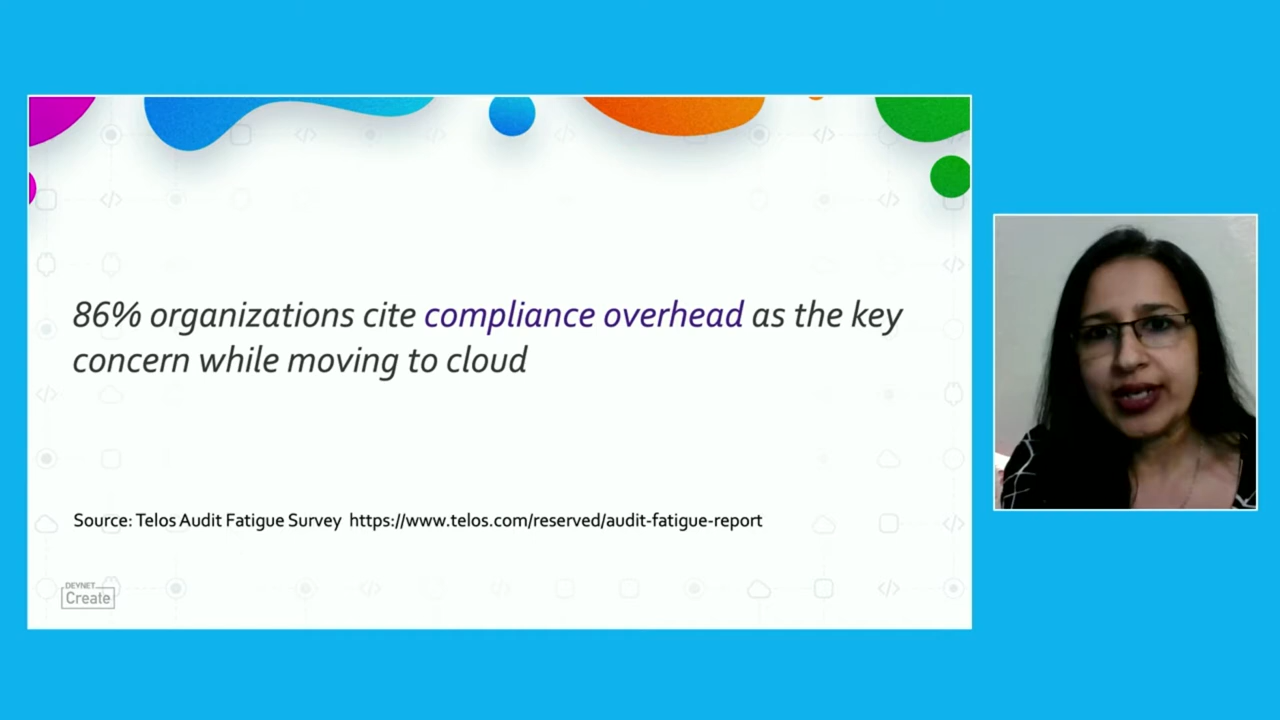 86% organizations cite compliance overhead as the key
concern while moving to cloud
Source: Telos Audit Fatigue Survey https://www.telos.com/reserved/audit-fatigue-report
DEVNET
Create